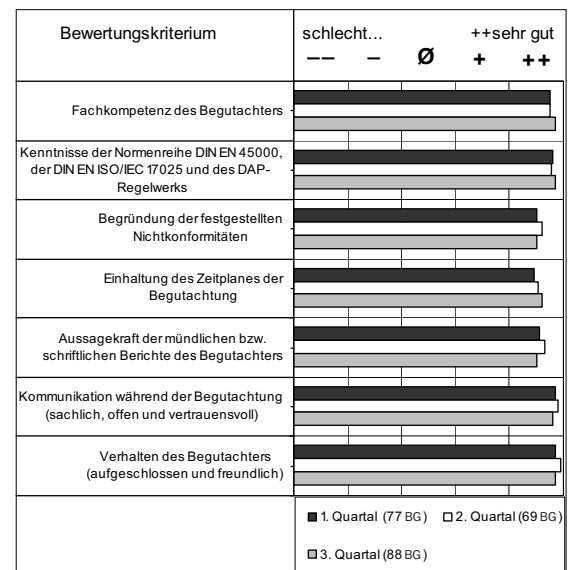 Bewertungskriterium
schlecht... ++sehr gut
−− − Ø + ++
Fachkompetenz des Begutachters
Kenntnisse der Normenreihe DIN EN 45000,
der DIN EN ISO/IEC 17025 und des DAP-
Regelwerks
Begründung der festgestellten
Nichtkonformitäten
Einhaltung des Zeitplanes der
Begutachtung
Aussagekraft der mündlichen bzw.
schriftlichen Berichte des Begutachters
Kommunikation während der Begutachtung
(sachlich, offen und vertrauensvoll)
Verhalten des Begutachters
(aufgeschlossen und freundlich)
1. Quartal (77 BG) 2. Quartal (69 BG)
3. Quartal (88 BG)